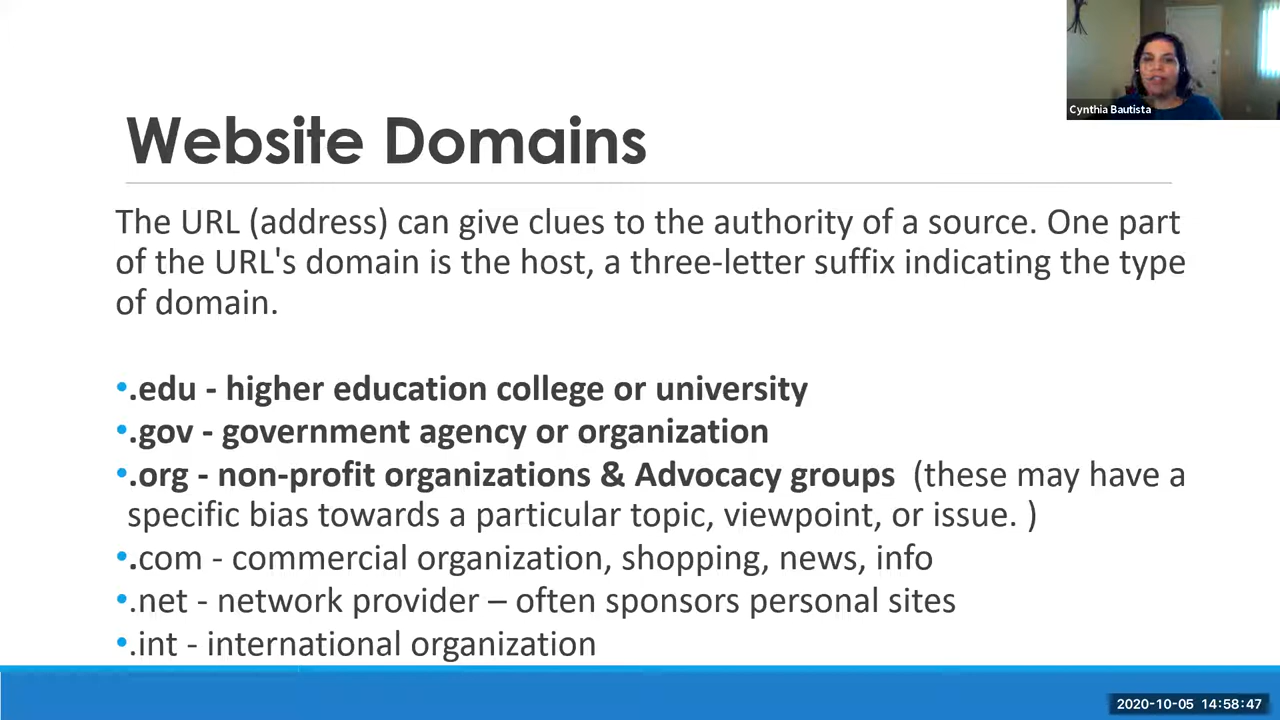 Cynthia Bautista
Website Domains
The URL (address) can give clues to the authority of a source. One part
of the URL's domain is the host, a three-letter suffix indicating the type
of domain.
•.edu - higher education college or university
•.gov - government agency or organization
•.org - non-profit organizations & Advocacy groups (these may have a
specific bias towards a particular topic, viewpoint, or issue. )
•.com - commercial organization, shopping, news, info
•.net - network provider – often sponsors personal sites
•.int - international organization
2020-10-05 14:58:47